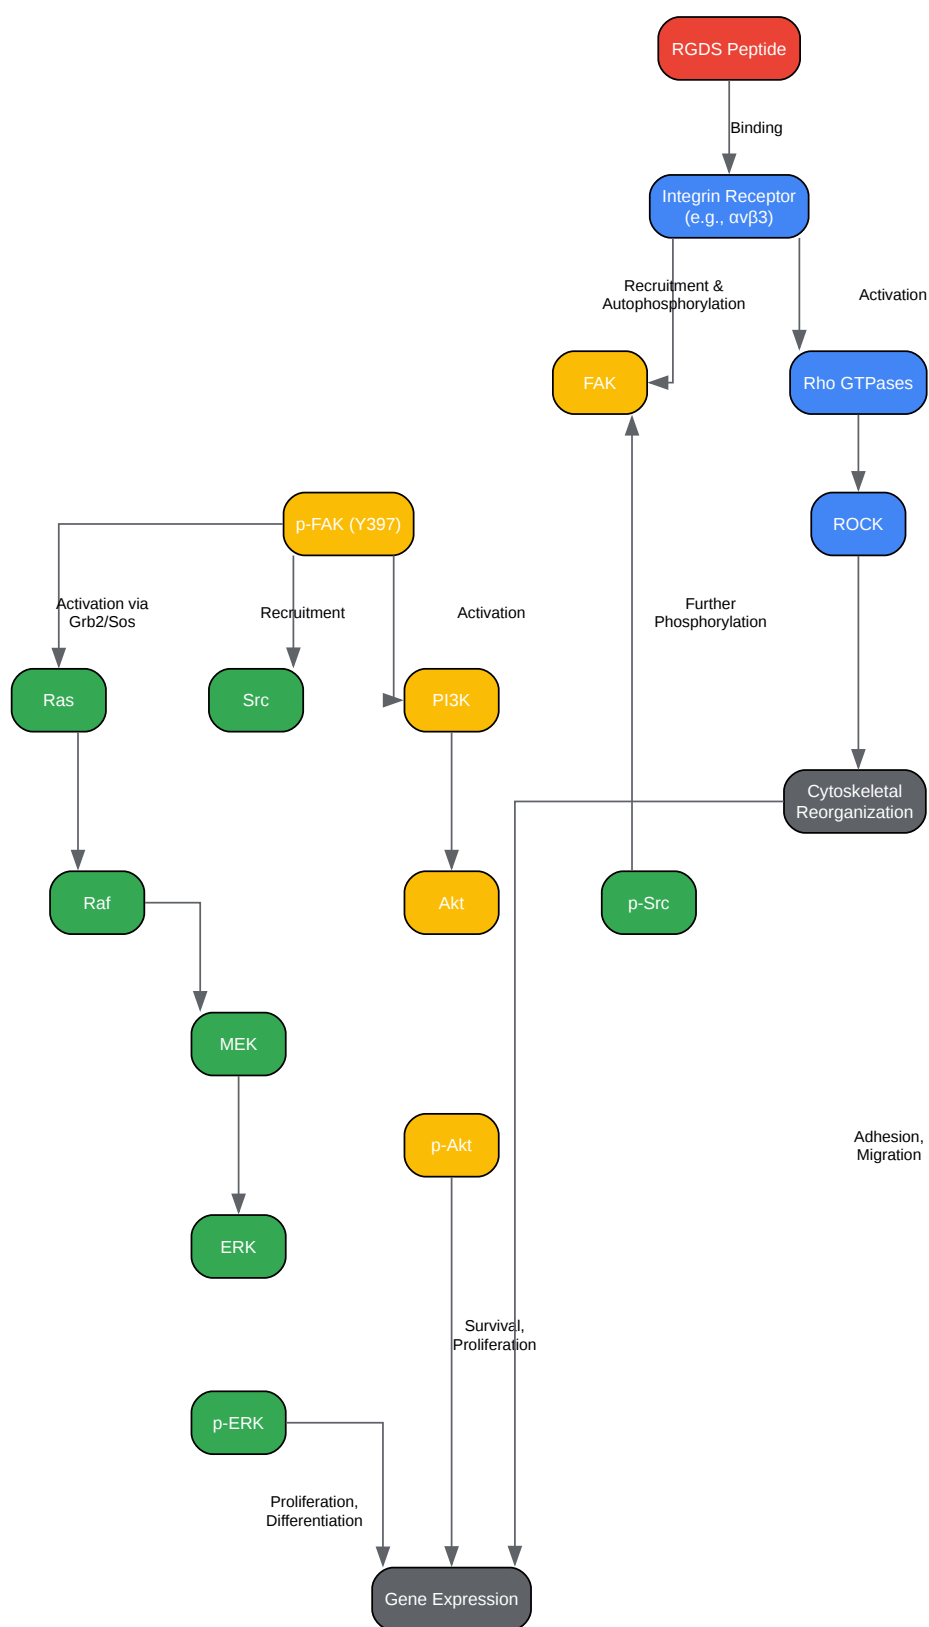 RGDS Peptide
Binding
Integrin Receptor
(e.g., αvβ3)
Recruitment &
Autophosphorylation
Activation
FAK
Rho GTPases
p-FAK (Y397)
ROCK
Activation via
Grb2/Sos
Recruitment
Activation
Further
Phosphorylation
Ras
Src
PI3K
Cytoskeletal
Reorganization
Raf
Akt
p-Src
MEK
p-Akt
Adhesion,
Migration
ERK
Survival,
Proliferation
p-ERK
Proliferation,
Differentiation
Gene Expression